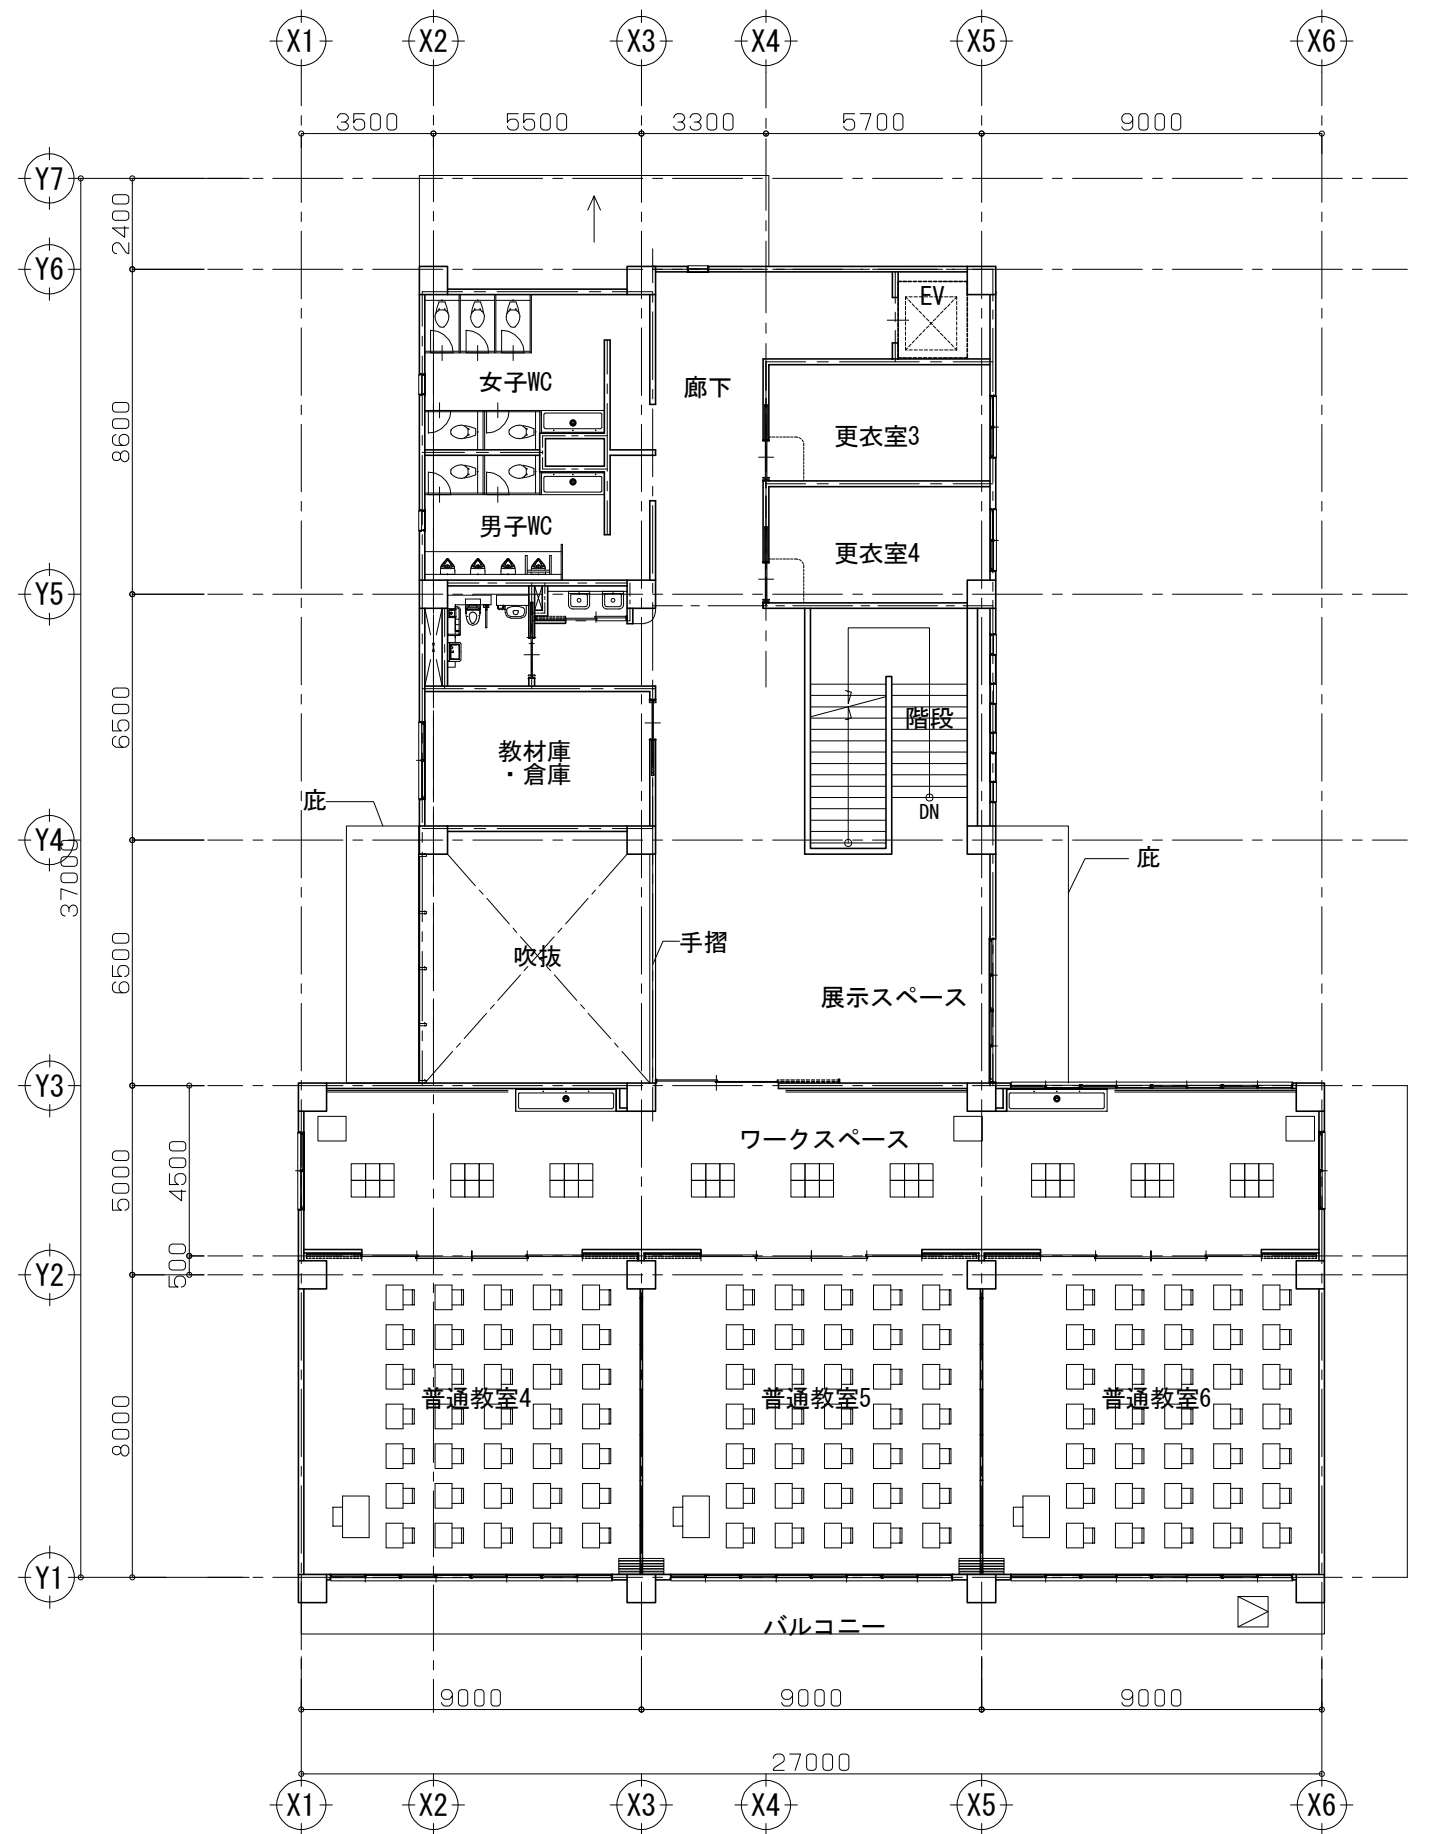 X1 X2 X3 X4 X5 X6
3500 5500 3300 5700 9000
Y7
2400
Y6
EV
女子WC
廊下
8600
更衣室3
男子WC
更衣室4
Y5
6500
階段
教材庫
・倉庫
庇
DN
Y4
37000
庇
手摺
6500
吹抜
展示スペース
Y3
ワークスペース
5000
4500
500
Y2
普通教室4 普通教室5 普通教室6
8000
Y1
バルコニー
9000 9000 9000
27000
X1 X2 X3 X4 X5 X6